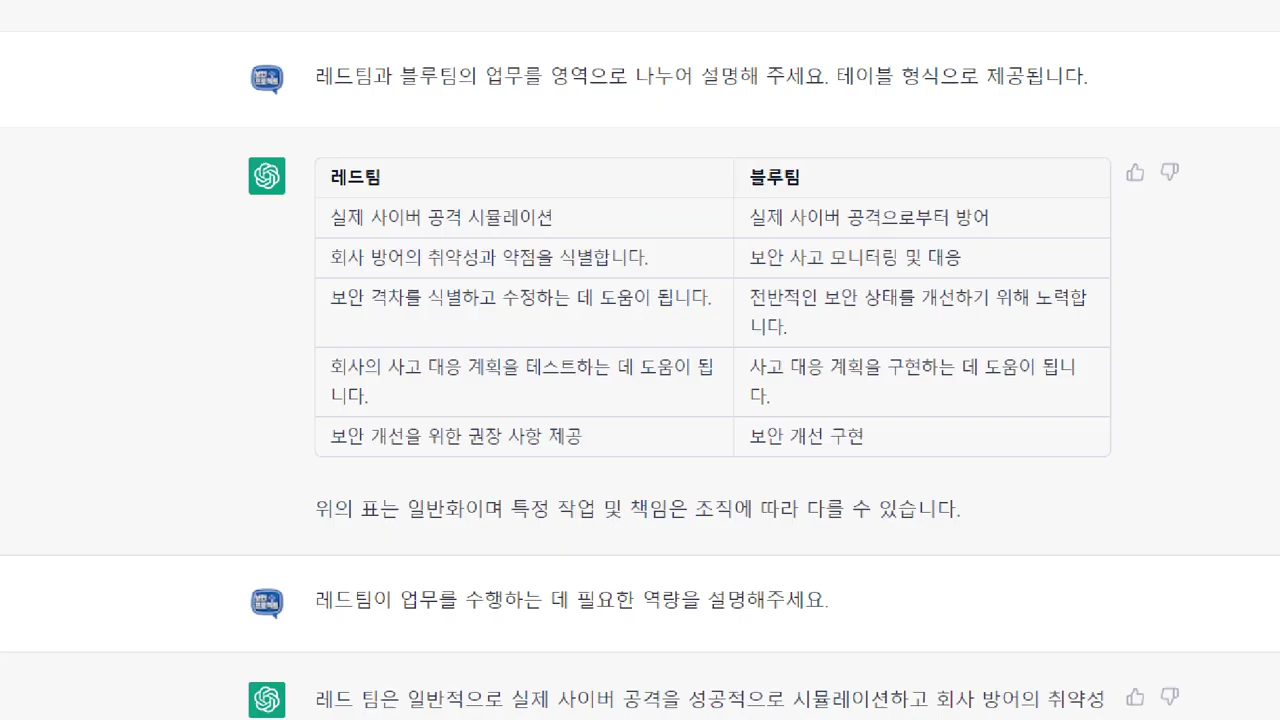 레드팀과 블루팀의 업무를 영역으로 나누어 설명해 주세요. 테이블 형식으로 제공됩니다.
레드팀 블루팀
실제 사이버 공격 시뮬레이션 실제 사이버 공격으로부터 방어
회사 방어의 취약성과 약점을 식별합니다. 보안 사고 모니터링 및 대응
보안 격차를 식별하고 수정하는 데 도움이 됩니다. 전반적인 보안 상태를 개선하기 위해 노력합
니다.
회사의 사고 대응 계획을 테스트하는 데 도움이 됩 사고 대응 계획을 구현하는 데 도움이 됩니
니다. 다.
보안 개선을 위한 권장 사항 제공 보안 개선 구현
위의 표는 일반화이며 특정 작업 및 책임은 조직에 따라 다를 수 있습니다.
레드팀이 업무를 수행하는 데 필요한 역량을 설명해주세요.
레드 팀은 일반적으로 실제 사이버 공격을 성공적으로 시뮬레이션하고 회사 방어의 취약성